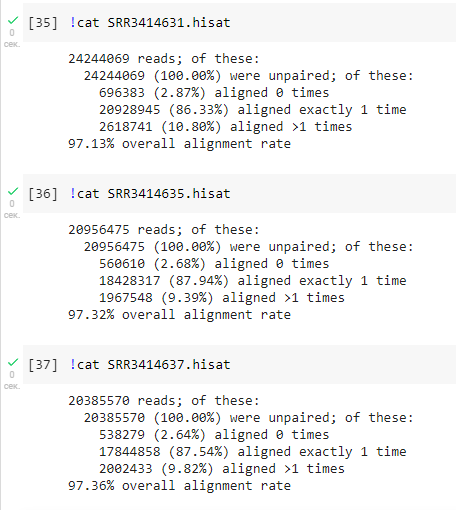 [35] !cat SRR3414631.hisat
0
сек.
24244069 reads; of these:
24244069 (100.00%) were unpaired; of these:
696383 (2.87%) aligned 0 times
20928945 (86.33%) aligned exactly 1 time
2618741 (10.80%) aligned >1 times
97.13% overall alignment rate
[36] !cat SRR3414635.hisat
0
сек.
20956475 reads; of these:
20956475 (100.00%) were unpaired; of these:
560610 (2.68%) aligned 0 times
18428317 (87.94%) aligned exactly 1 time
1967548 (9.39%) aligned >1 times
97.32% overall alignment rate
[37] !cat SRR3414637.hisat
0
сек.
20385570 reads; of these:
20385570 (100.00%) were unpaired; of these:
538279 (2.64%) aligned 0 times
17844858 (87.54%) aligned exactly 1 time
2002433 (9.82%) aligned >1 times
97.36% overall alignment rate